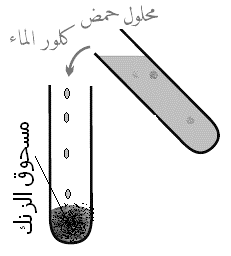 محلول حمض
كلور الماء
مسحوق الزنك